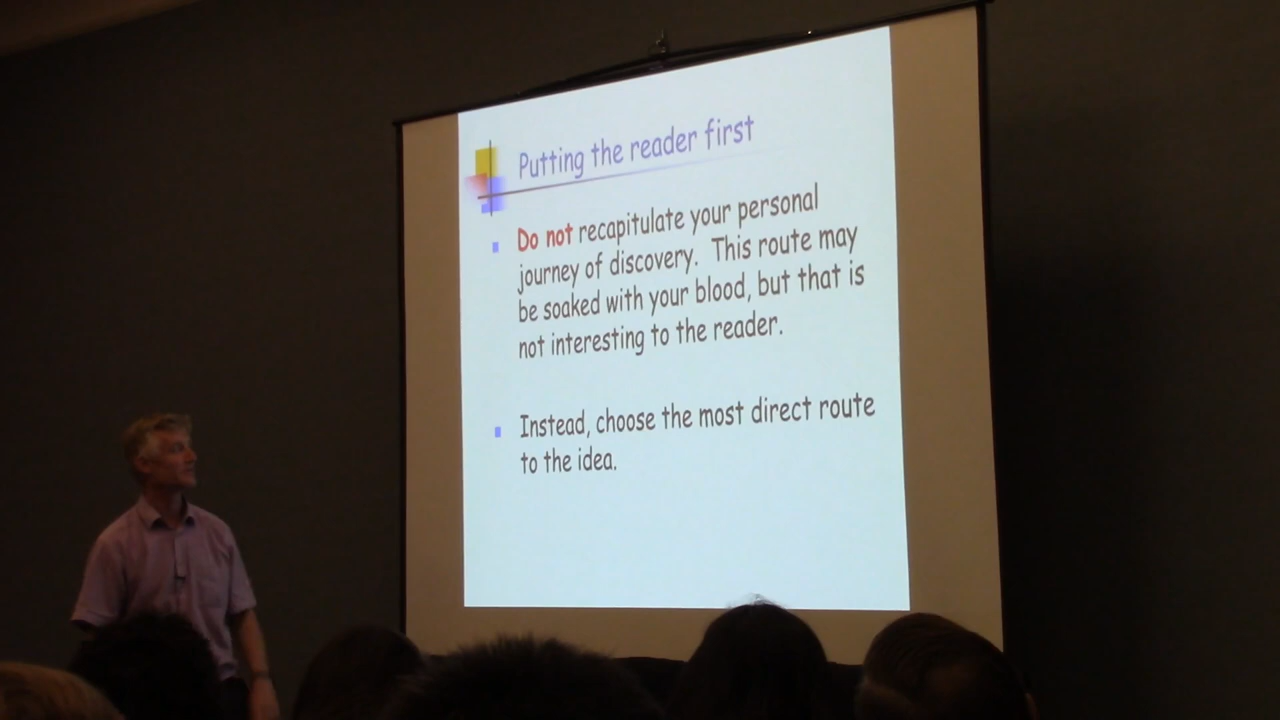 Putting the reader first
Do not recapitulate your personal
journey of discovery. This route may
be soaked with your blood, but that is
not interesting to the reader.
Instead, choose the most direct route
to the idea.